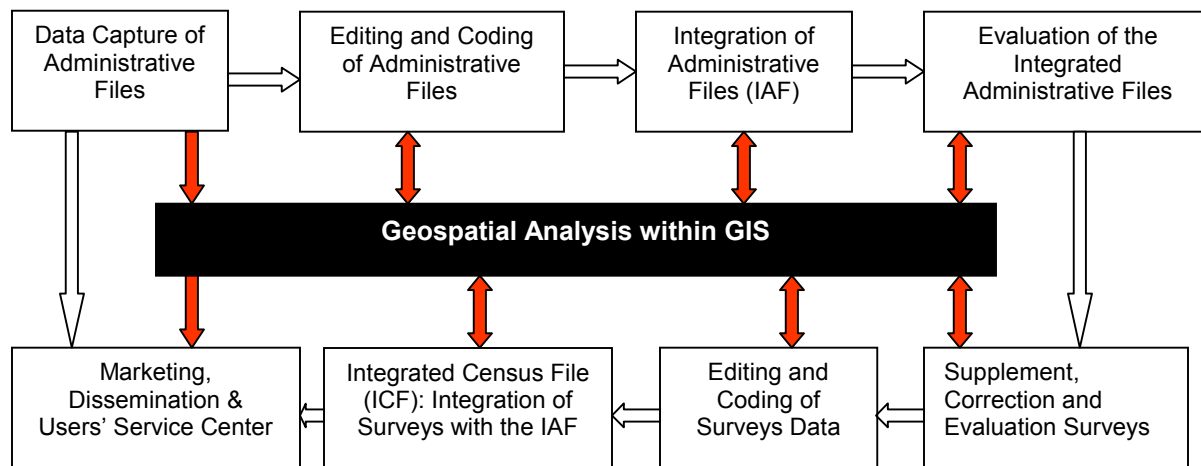 Data Capture of
Administrative
Files
Editing and Coding
of Administrative
Files
Integration of
Administrative
Files (IAF)
Evaluation of the
Integrated
Administrative Files
Geospatial Analysis within GIS
Marketing,
Dissemination &
Users’ Service Center
Integrated Census File
(ICF): Integration of
Surveys with the IAF
Editing and
Coding of
Surveys Data
Supplement,
Correction and
Evaluation Surveys